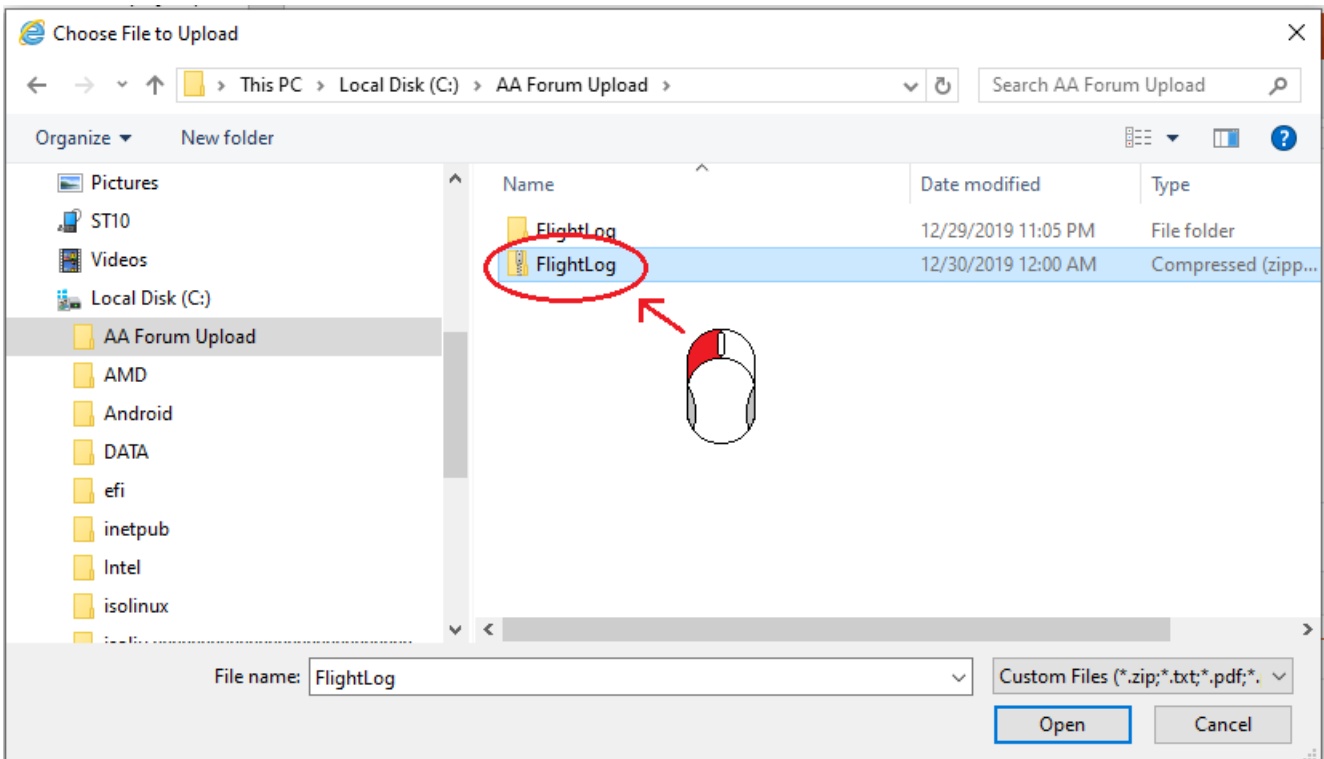 Choose File to Upload
This PC > Local Disk (C:) > AA Forum Upload >
Search AA Forum Upload
Organize
New folder
Name
Date modified
Type
Pictures
ST10
Videos
Local Disk (C:)
AA Forum Upload
AMD
Android
DATA
efi
inetpub
Intel
isolinux
FlightLog 12/29/2019 11:05 PM File folder
FlightLog 12/30/2019 12:00 AM Compressed (zipp...
File name: FlightLog
Custom Files (*.zip;*.txt;*.pdf;*.
Open
Cancel